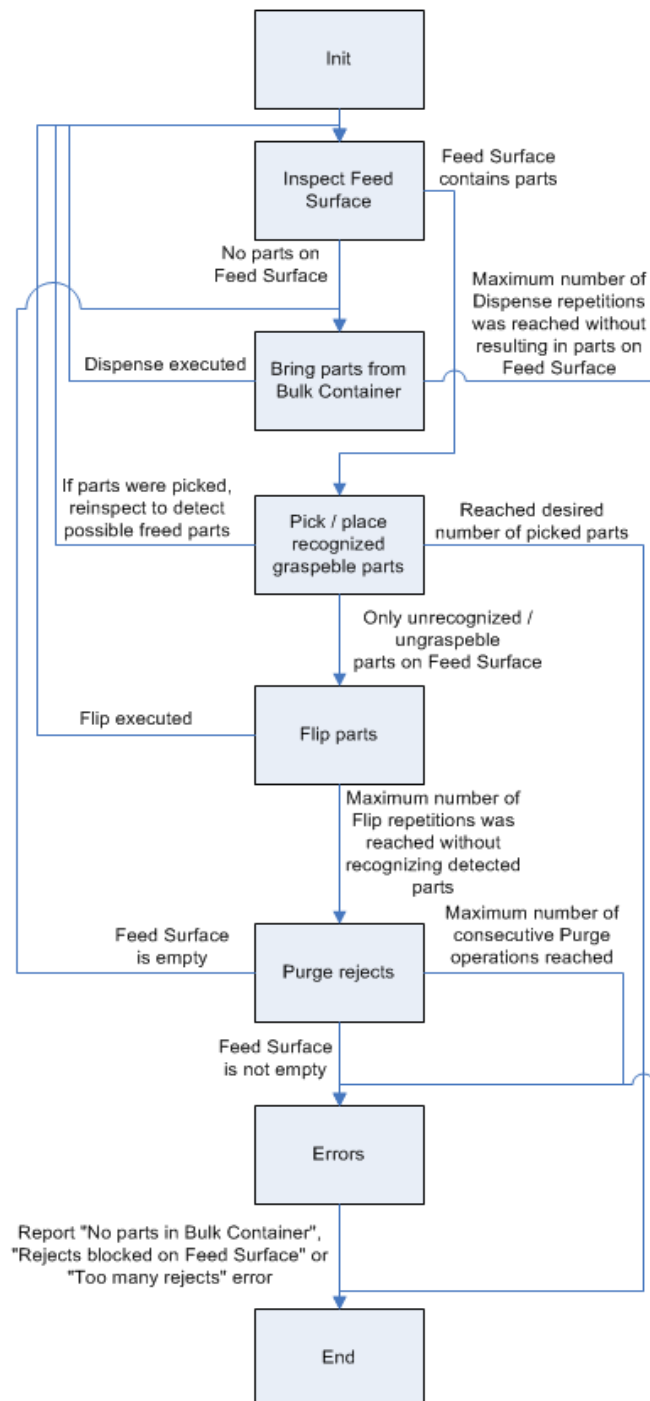 Init
Inspect Feed
Surface
Feed Surface
contains parts
No parts on
Feed Surface
Maximum number of
Dispense repetitions
was reached without
resulting in parts on
Feed Surface
Dispense executed
Bring parts from
Bulk Container
If parts were picked,
reinspect to detect
possible freed parts
Pick / place
recognized
graspeble parts
Reached desired
number of picked parts
Only unrecognized /
ungraspeble
parts on Feed Surface
Flip executed
Flip parts
Maximum number of
Flip repetitions was
reached without
recognizing detected
parts
Feed Surface
is empty
Purge rejects
Maximum number of
consecutive Purge
operations reached
Feed Surface
is not empty
Errors
Report "No parts in Bulk Container",
"Rejects blocked on Feed Surface" or
"Too many rejects" error
End